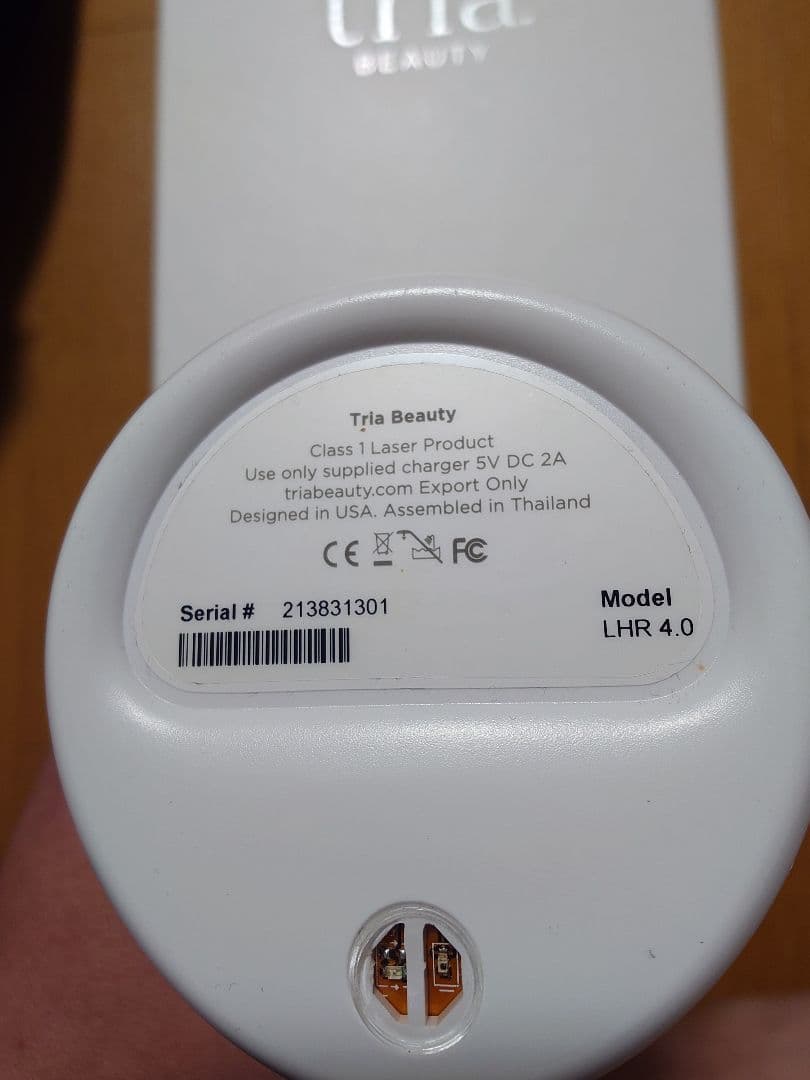 tria
BEAUTY
Tria Beauty
Class 1 Laser Product
Use only supplied charger 5V DC 2A
triabeauty.com Export Only
Designed in USA. Assembled in Thailand
CE FC
Serial # 213831301
Model
LHR 4.0